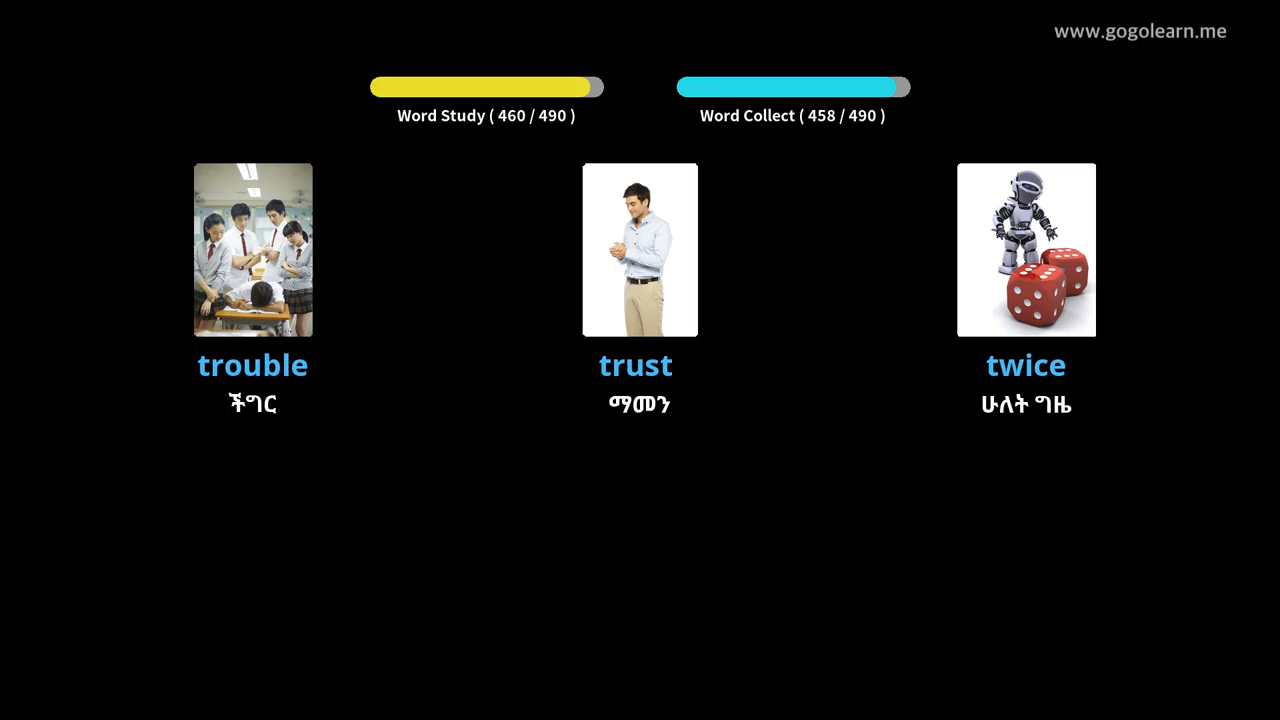 www.gogolearn.me
Word Study ( 460 / 490 )
Word Collect ( 458 / 490 )
trouble
ችግር
trust
ማመን
twice
ሁለት ግዜ